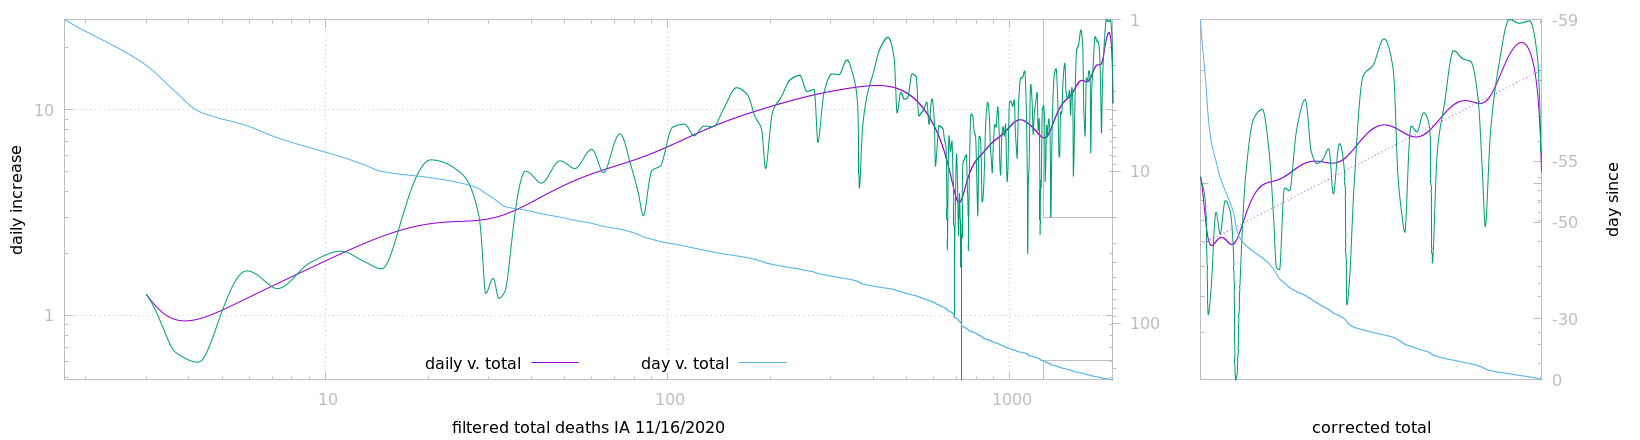 daily increase
10
1
daily v. total
day v. total
10
100
1000
filtered total deaths IA 11/16/2020
1
10
100
-59
-55
-50
-30
0
day since
corrected total